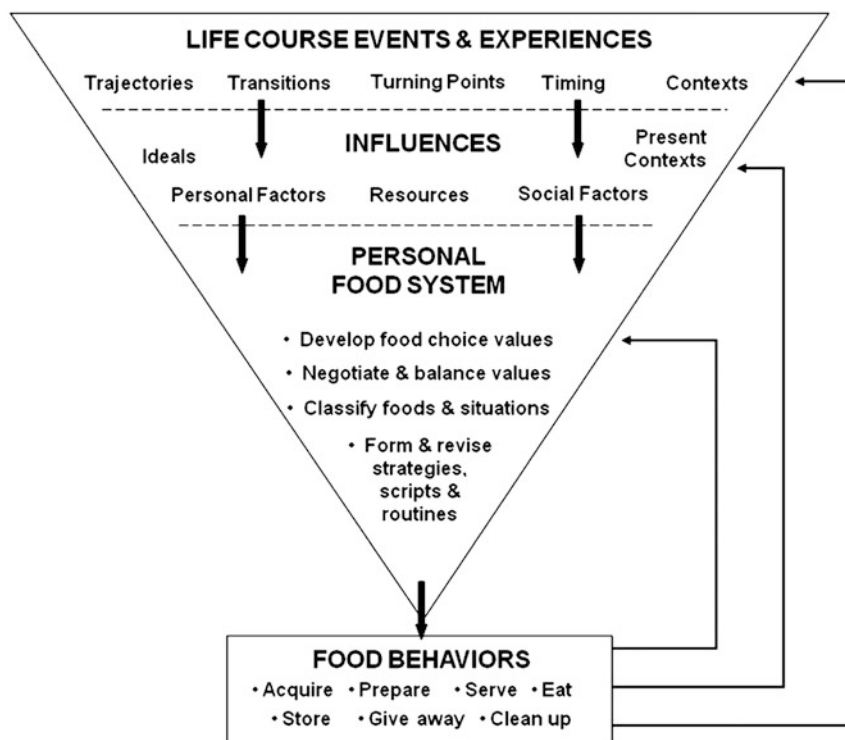 LIFE COURSE EVENTS & EXPERIENCES
Trajectories Transitions Turning Points Timing Contexts
INFLUENCES
Ideals
Present
Contexts
Personal Factors Resources Social Factors
PERSONAL
FOOD SYSTEM
• Develop food choice values
• Negotiate & balance values
• Classify foods & situations
• Form & revise
strategies,
scripts &
routines
FOOD BEHAVIORS
• Acquire • Prepare • Serve • Eat
• Store • Give away • Clean up